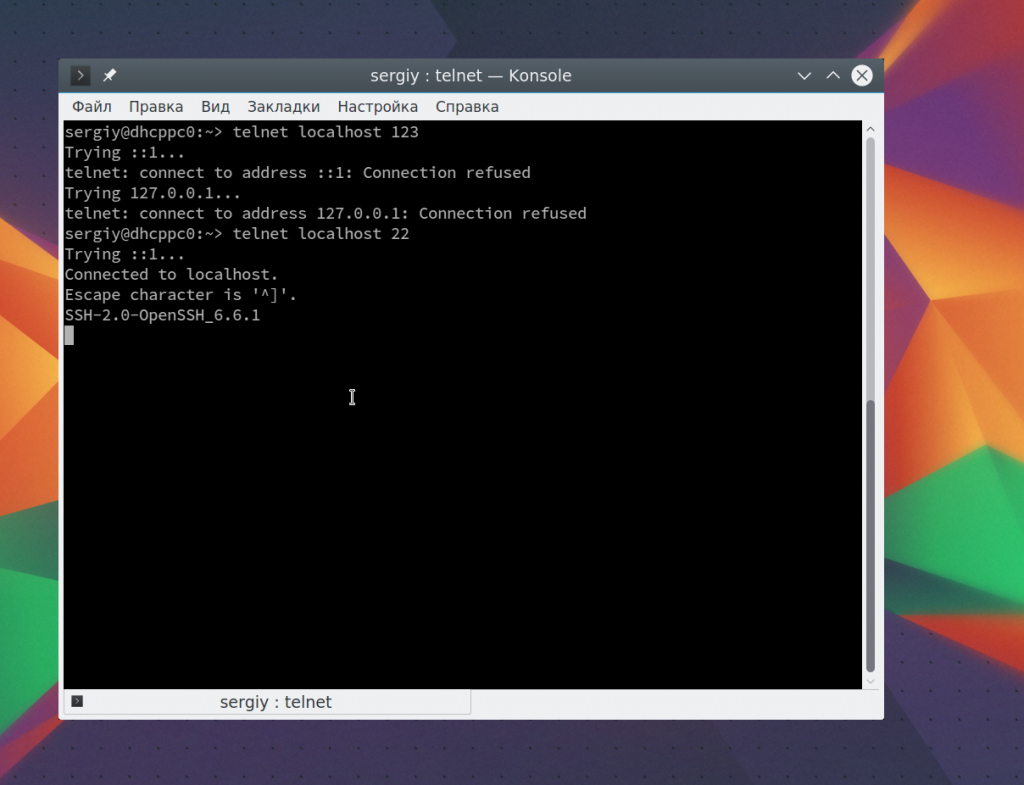 sergiy : telnet — Konsole
Файл Правка Вид Закладки Настройка Справка
sergiy@dhcppc0:~> telnet localhost 123
Trying ::1...
telnet: connect to address ::1: Connection refused
Trying 127.0.0.1...
telnet: connect to address 127.0.0.1: Connection refused
sergiy@dhcppc0:~> telnet localhost 22
Trying ::1...
Connected to localhost.
Escape character is '^]'.
SSH-2.0-OpenSSH_6.6.1
sergiy : telnet